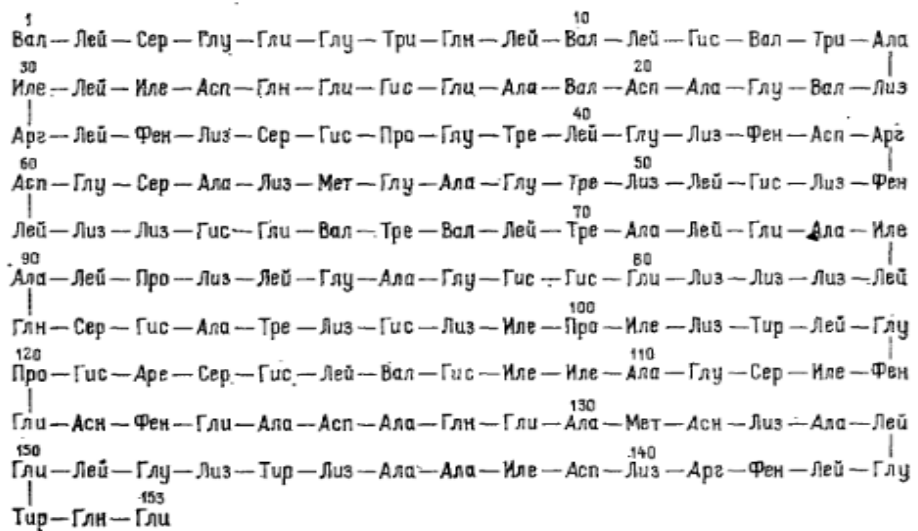 1 10
Вал—Лей—Сер—Глу—Гли—Глу—Три—Глн—Лей—Вал—Лей—Гис—Вал—Три—Ала
30 20
Иле—Лей—Иле—Асп—Глн—Гли—Гис—Гли—Ала—Вал—Асп—Ала—Глу—Вал—Лиз
40
Арг—Лей—Фен—Лиз—Сер—Гис—Про—Глу—Тре—Лей—Глу—Лиз—Фен—Асп—Арг
60 50
Асп—Глу—Сер—Ала—Лиз—Мет—Глу—Ала—Глу—Тре—Лиз—Лей—Гис—Лиз—Фен
70
Лей—Лиз—Лиз—Гис—Гли—Вал—Тре—Вал—Лей—Тре—Ала—Лей—Гли—Ала—Иле
90 80
Ала—Лей—Про—Лиз—Лей—Глу—Ала—Глу—Гис—Гис—Гли—Лиз—Лиз—Лиз—Лей
100
Глн—Сер—Гис—Ала—Тре—Лиз—Гис—Лиз—Иле—Про—Иле—Лиз—Тир—Лей—Глу
120 110
Про—Гис—Аре—Сер—Гис—Лей—Вал—Гис—Иле—Иле—Ала—Глу—Сер—Иле—Фен
130
Гли—Асн—Фен—Гли—Ала—Асп—Ала—Глн—Гли—Ала—Мет—Асн—Лиз—Ала—Лей
150 140
Гли—Лей—Глу—Лиз—Тир—Лиз—Ала—Ала—Иле—Асп—Лиз—Арг—Фен—Лей—Глу
153
Тир—Глн—Гли